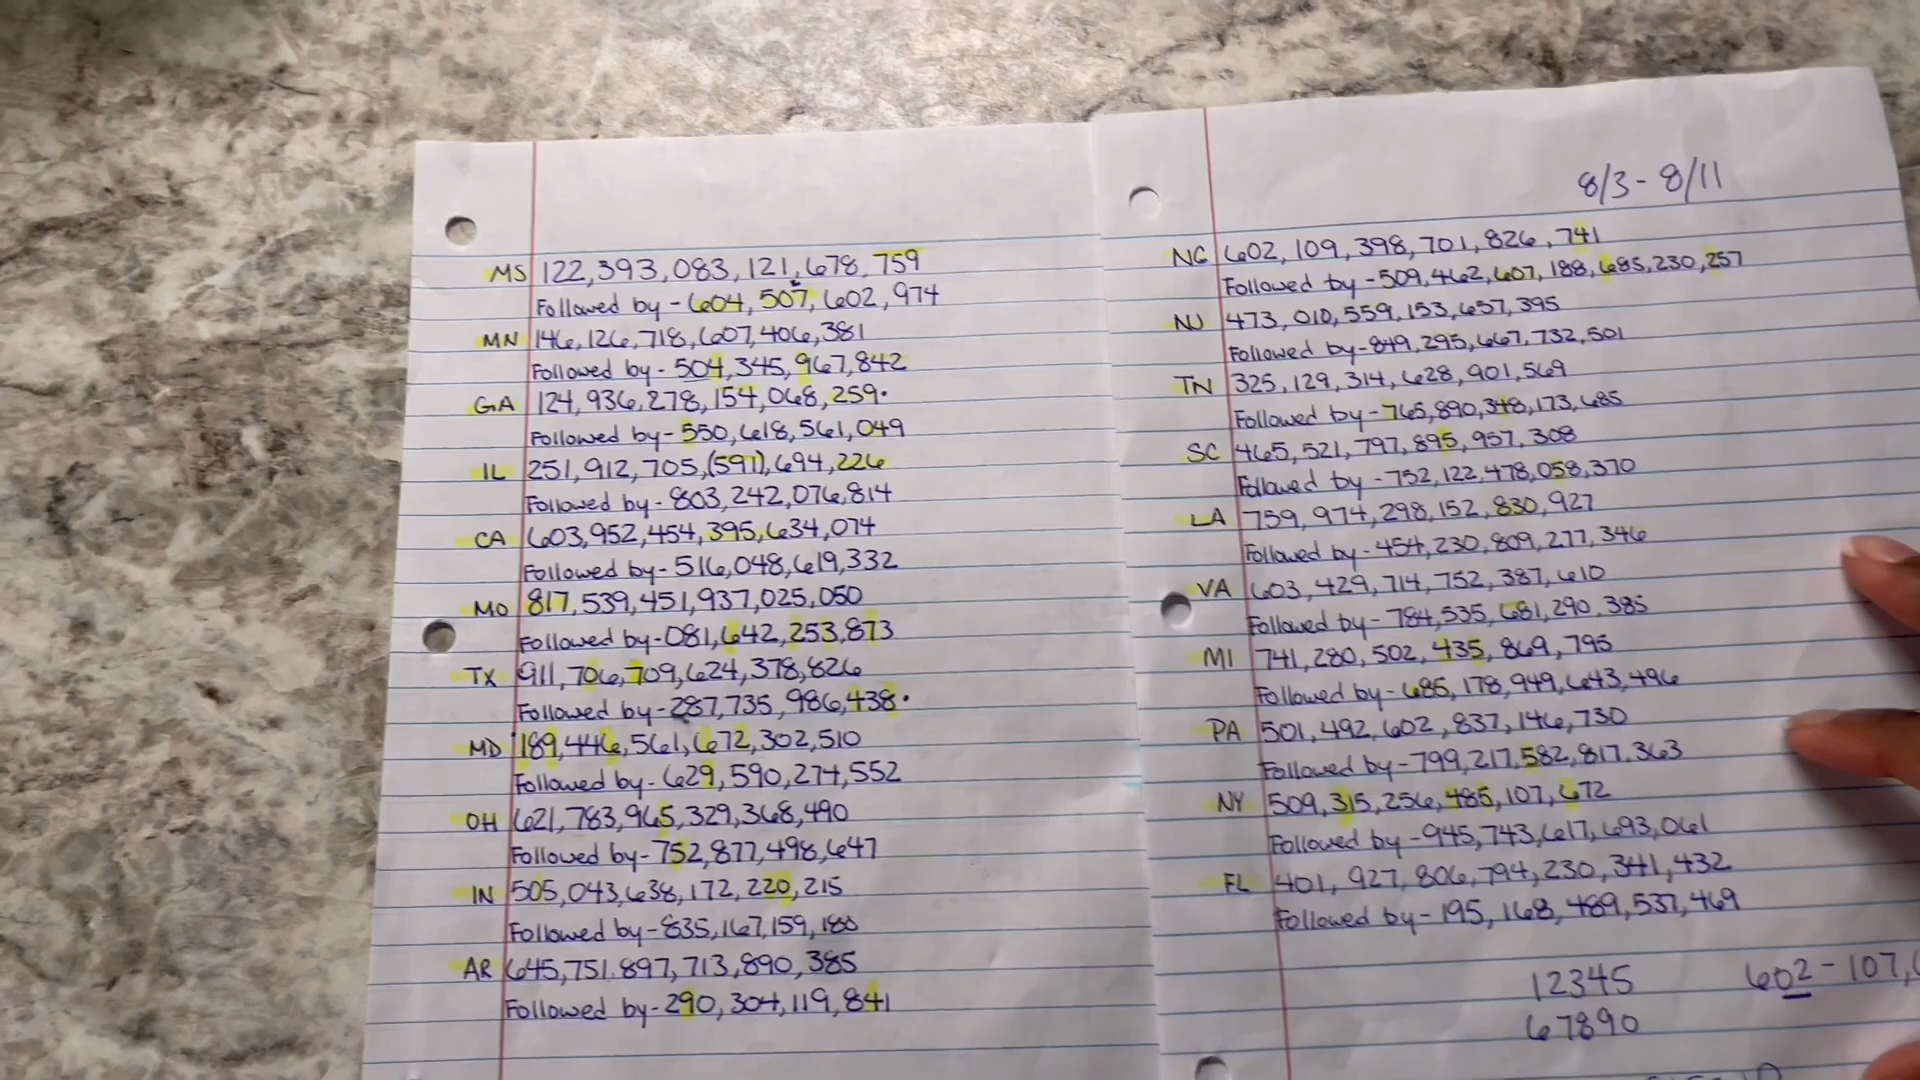 MS 122,393,083,121,678,759
Followed by - 604, 507, 602, 974
MN 146,126,718,607,406,381
Followed by - 504,345,967,842
GA 124,936,278,154,068,259.
Followed by - 550,618,561,049
IL 251,912,705,(591),694,226
Followed by - 803,242,076,814
CA 603,952,454,395,634,074
Followed by - 516,048,619,332
MO 817,539,451,937,025,050
Followed by - 081,642,253,873
TX 911,706,709,624,378,826
Followed by - 287,735,986,438.
MD 189,446,561,672,302,510
Followed by - 629,590,274,552
OH 621,783,965,329,368,490
Followed by - 752,877,498,647
IN 505,043,638,172,220,215
Followed by - 835,167,159,180
AR 645,751,897,713,890,385
Followed by - 290,304,119,841
8/3 - 8/11
NC 602, 109, 398, 701, 826, 741
Followed by - 509,462,607,188,685,230,257
NJ 473,010,559,153,657,395
Followed by - 849,295,667,732,501
TN 325,129,314,628,901,569
Followed by - 765,890,348,173,685
SC 465,521,797,895,957,308
Followed by - 752,122,478,058,370
LA 759,974,298,152,830,927
Followed by - 454,230,809,277,346
VA 603,429,714,752,387,610
Followed by - 784,535,681,290,385
MI 741,280,502,435,869,795
Followed by - 685,178,949,643,496
PA 501,492,602,837,146,730
Followed by - 799,217,582,817,363
NY 509,315,256,485,107,672
Followed by - 945,743,617,693,061
FL 401,927,806,794,230,341,432
Followed by - 195,168,489,537,469
12345 602 - 107,
67890